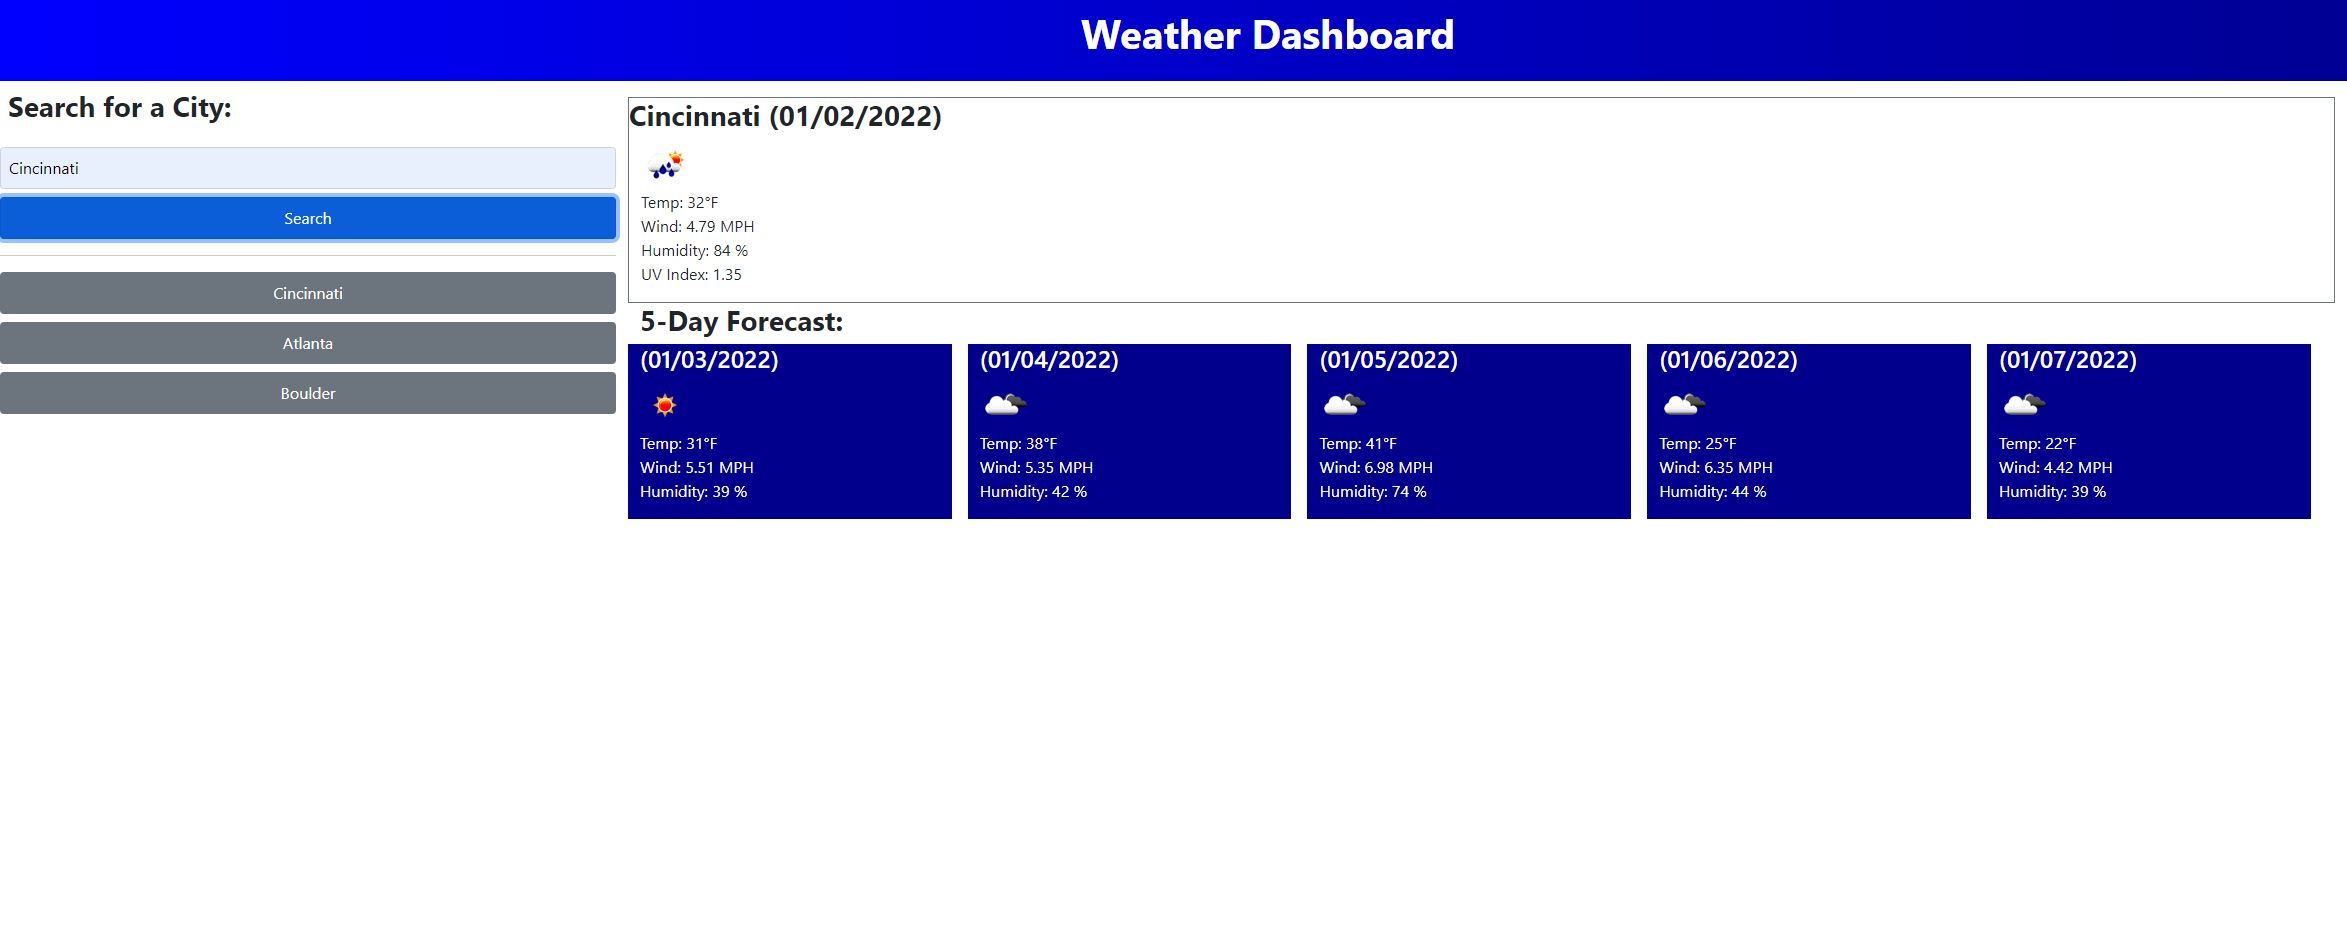 Weather Dashboard
Search for a City:
Cincinnati
Search
Cincinnati
Atlanta
Boulder
Cincinnati (01/02/2022)
Temp: 32°F
Wind: 4.79 MPH
Humidity: 84 %
UV Index: 1.35
5-Day Forecast:
(01/03/2022)
Temp: 31°F
Wind: 5.51 MPH
Humidity: 39 %
(01/04/2022)
Temp: 38°F
Wind: 5.35 MPH
Humidity: 42 %
(01/05/2022)
Temp: 41°F
Wind: 6.98 MPH
Humidity: 74 %
(01/06/2022)
Temp: 25°F
Wind: 6.35 MPH
Humidity: 44 %
(01/07/2022)
Temp: 22°F
Wind: 4.42 MPH
Humidity: 39 %